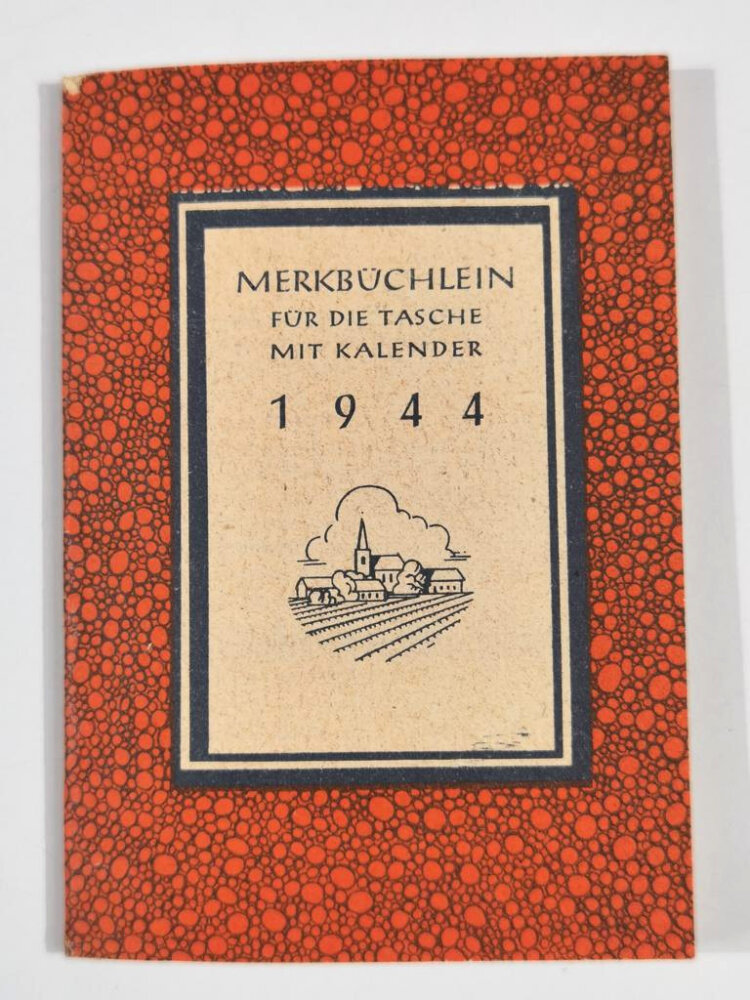 MERKBÜCHLEIN
FÜR DIE TASCHE
MIT KALENDER
1944